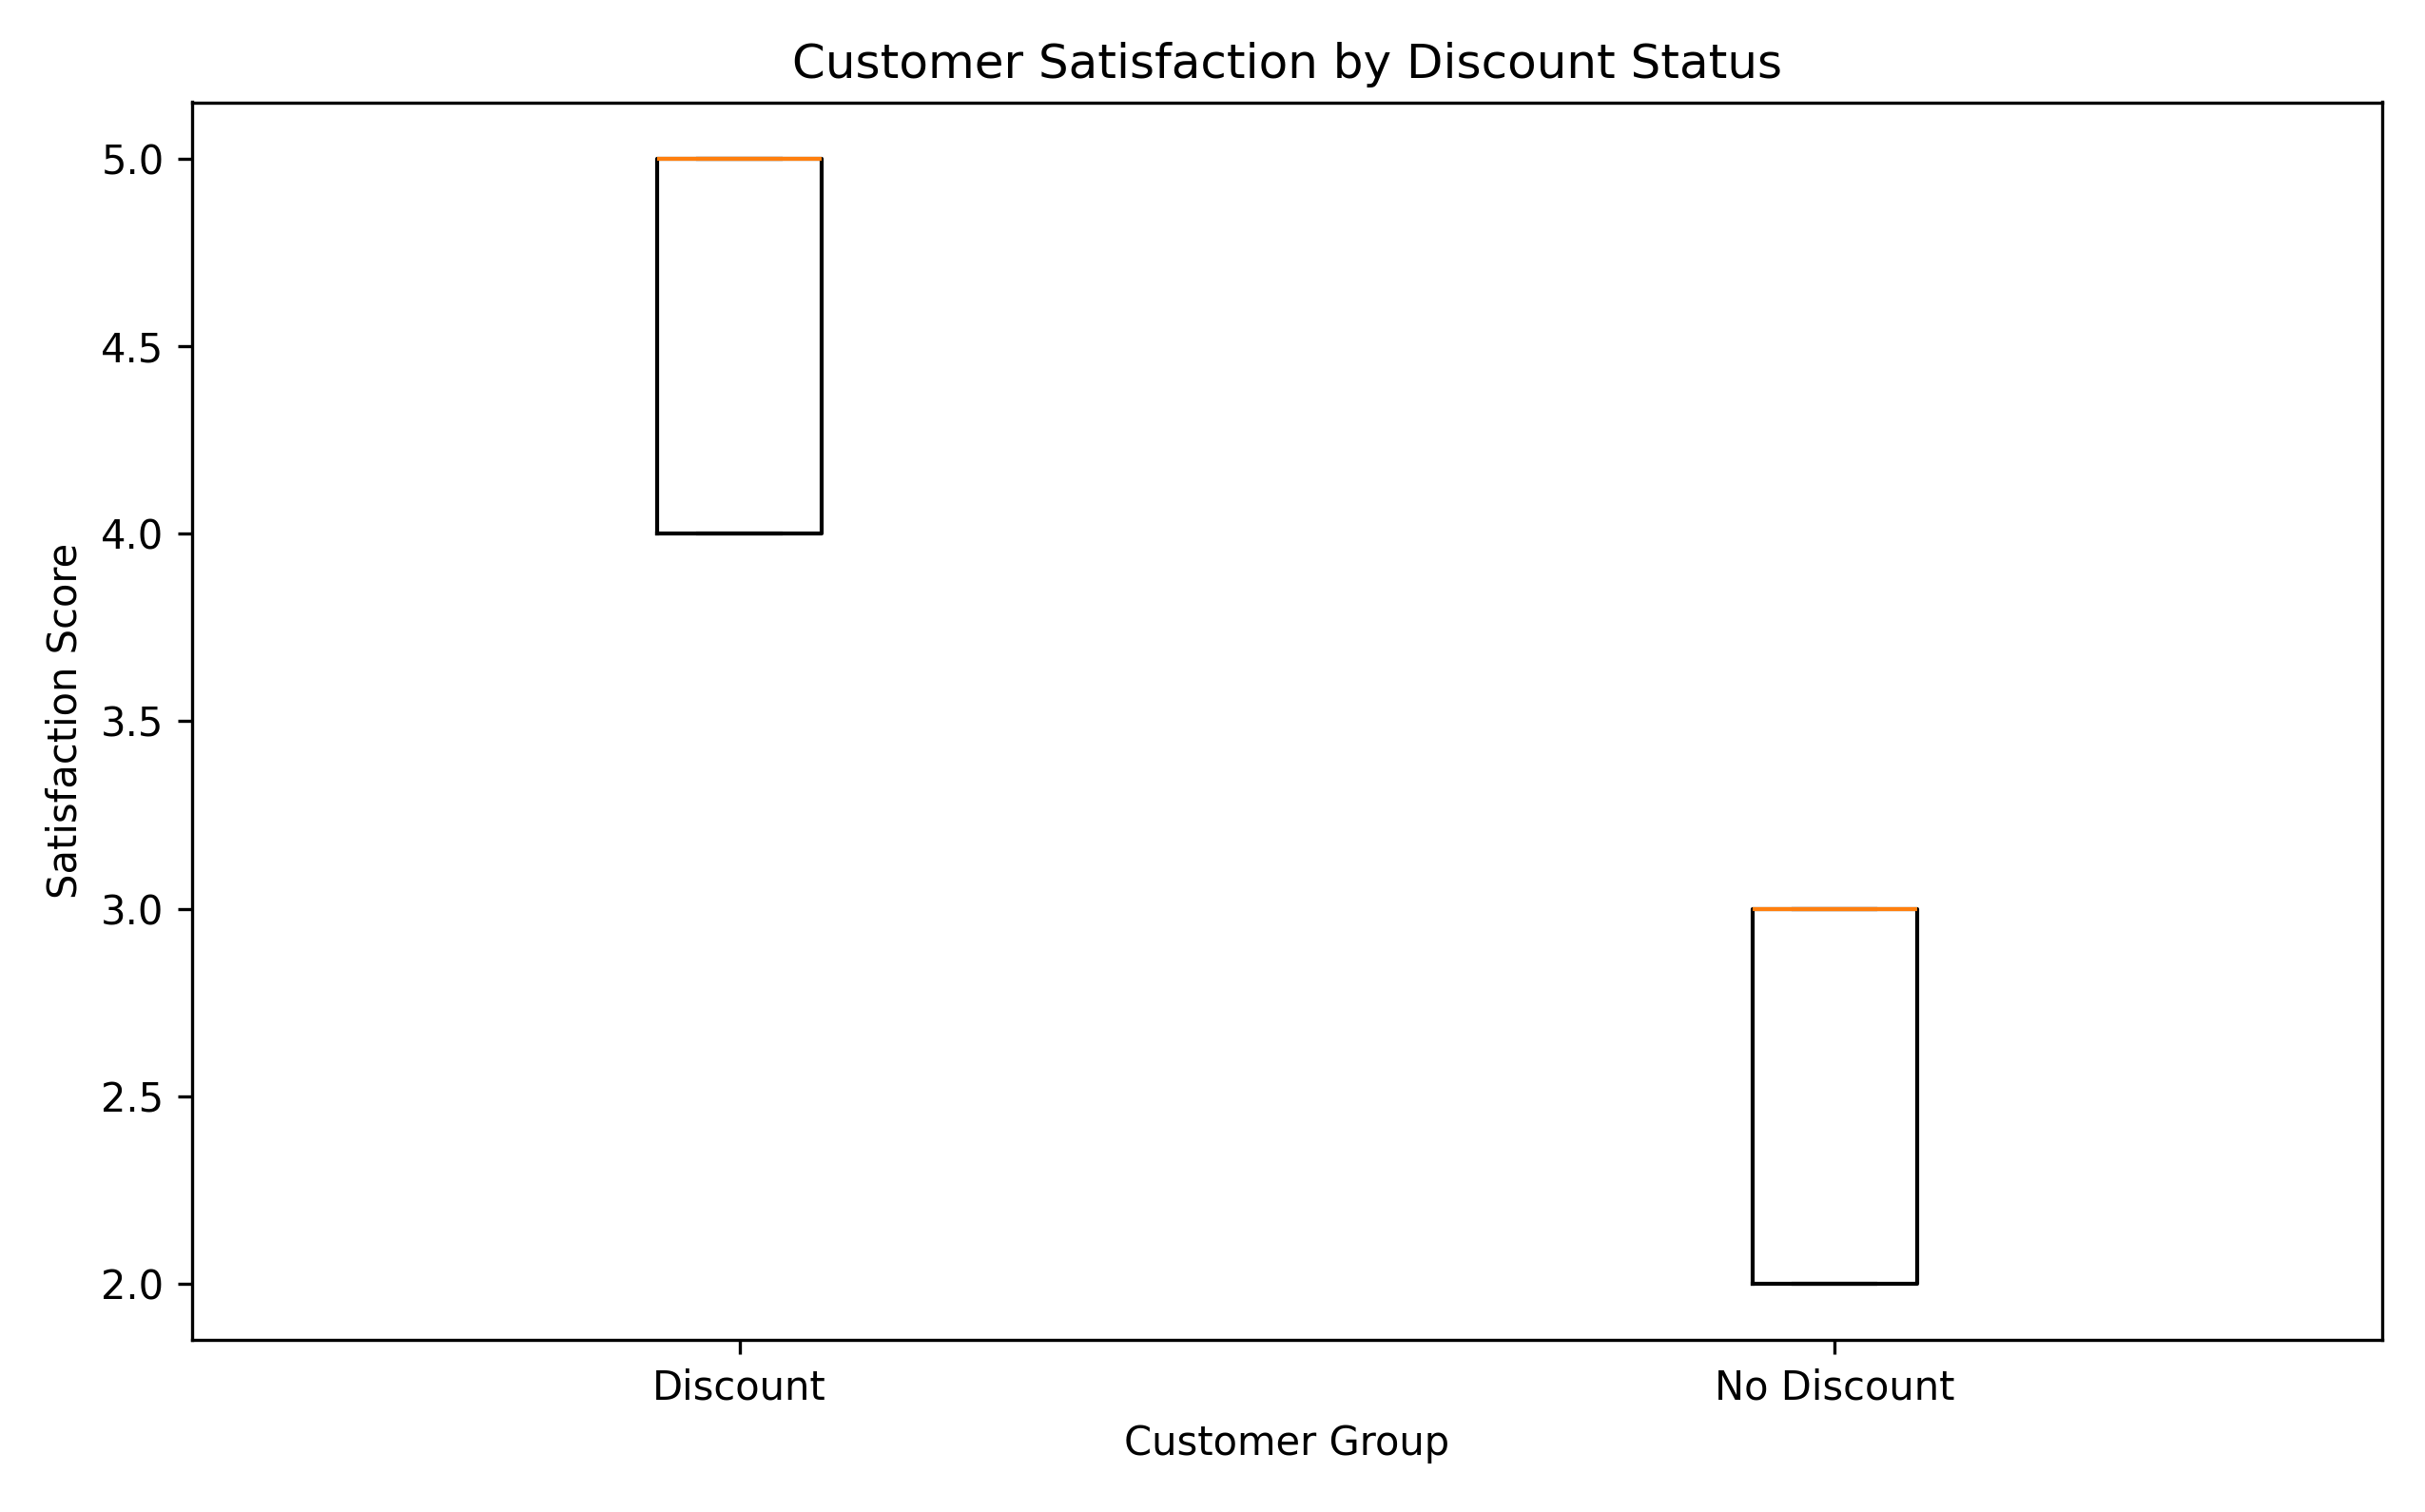 Customer Satisfaction by Discount Status
Satisfaction Score
5.0
4.5
4.0
3.5
3.0
2.5
2.0
Discount
No Discount
Customer Group